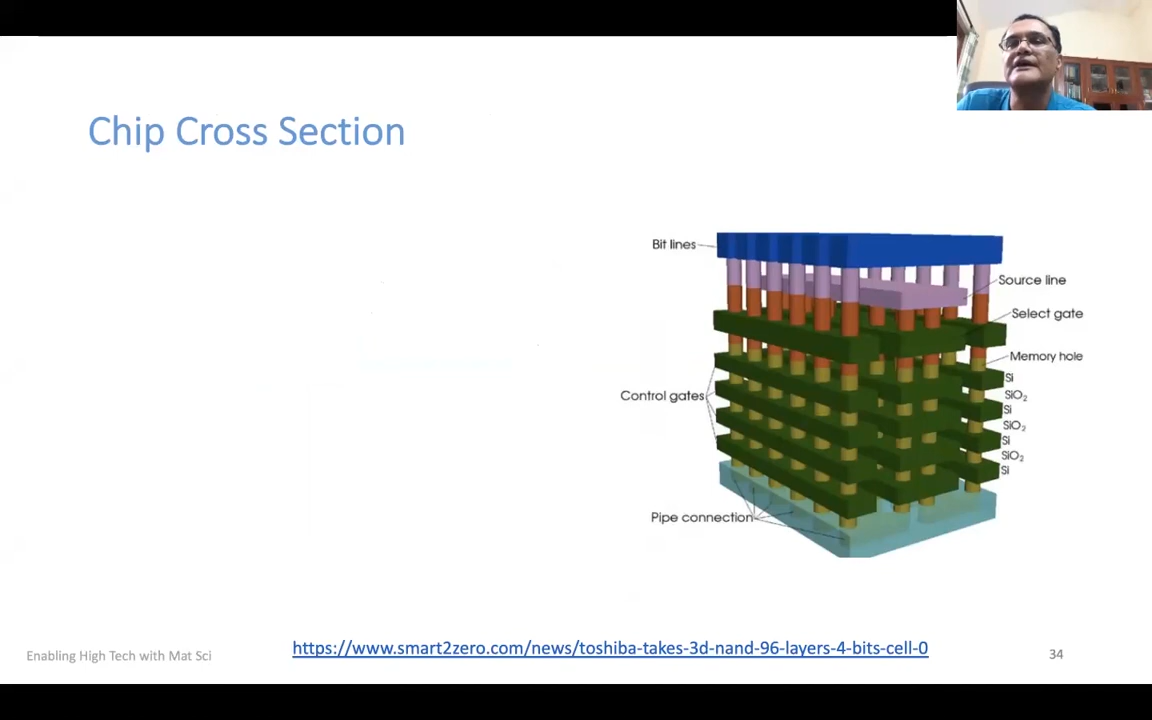 Chip Cross Section
Bit lines
Source line
Select gate
Memory hole
Si
SiO₂
Control gates
Si
SiO₂
Si
SiO₂
Si
Pipe connection
Enabling High Tech with Mat Sci
https://www.smart2zero.com/news/toshiba-takes-3d-nand-96-layers-4-bits-cell-0
34